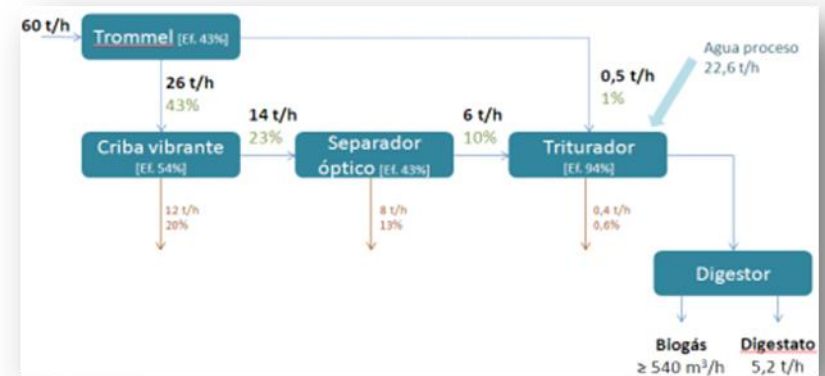 60 t/h
Trommel [Ef. 43%]
Agua proceso
22,6 t/h
26 t/h
43%
0,5 t/h
1%
14 t/h
23%
6 t/h
10%
Criba vibrante
[Ef. 54%]
Separador
óptico [Ef. 43%]
Triturador
[Ef. 94%]
12 t/h
20%
8 t/h
13%
0,4 t/h
0,6%
Digestor
Biogás
≥ 540 m³/h
Digestato
5,2 t/h